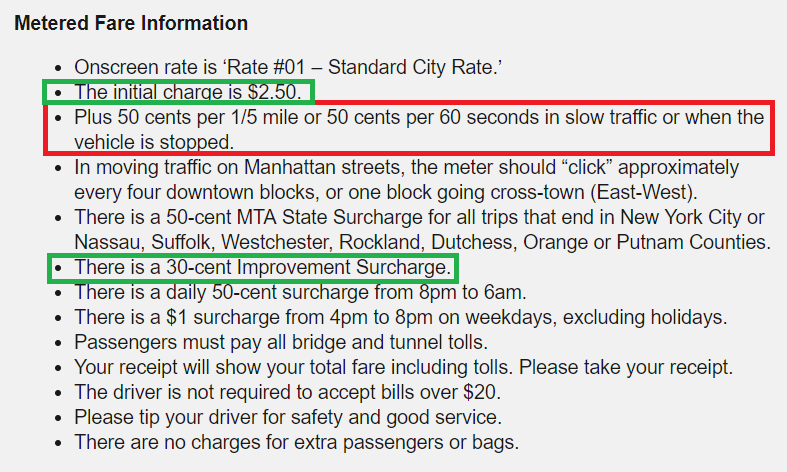 Metered Fare Information
• Onscreen rate is ‘Rate #01 – Standard City Rate.’
• The initial charge is $2.50.
• Plus 50 cents per 1/5 mile or 50 cents per 60 seconds in slow traffic or when the
vehicle is stopped.
• In moving traffic on Manhattan streets, the meter should “click” approximately
every four downtown blocks, or one block going cross-town (East-West).
• There is a 50-cent MTA State Surcharge for all trips that end in New York City or
Nassau, Suffolk, Westchester, Rockland, Dutchess, Orange or Putnam Counties.
• There is a 30-cent Improvement Surcharge.
• There is a daily 50-cent surcharge from 8pm to 6am.
• There is a $1 surcharge from 4pm to 8pm on weekdays, excluding holidays.
• Passengers must pay all bridge and tunnel tolls.
• Your receipt will show your total fare including tolls. Please take your receipt.
• The driver is not required to accept bills over $20.
• Please tip your driver for safety and good service.
• There are no charges for extra passengers or bags.